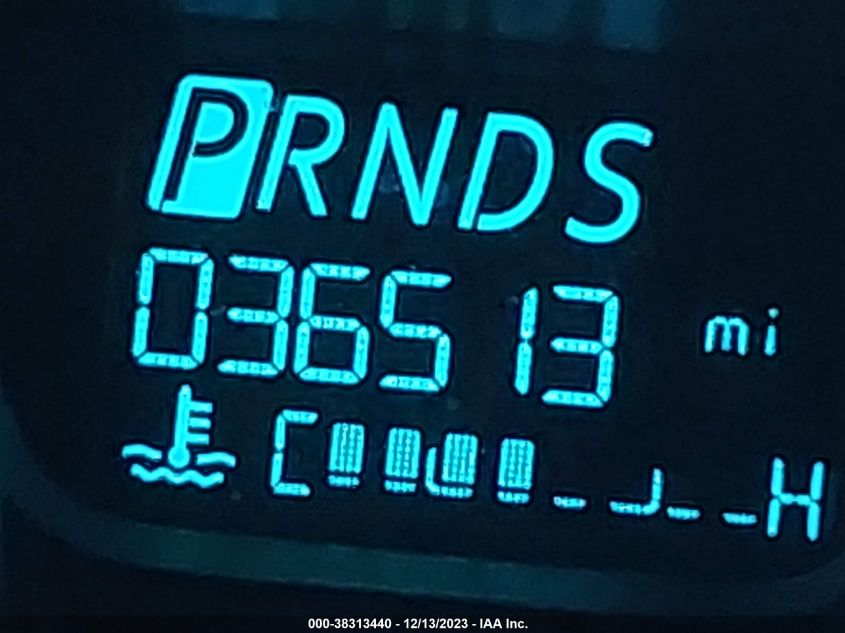 PRNDS
036513 mi
C H
000-38313440 - 12/13/2023 - IAA Inc.